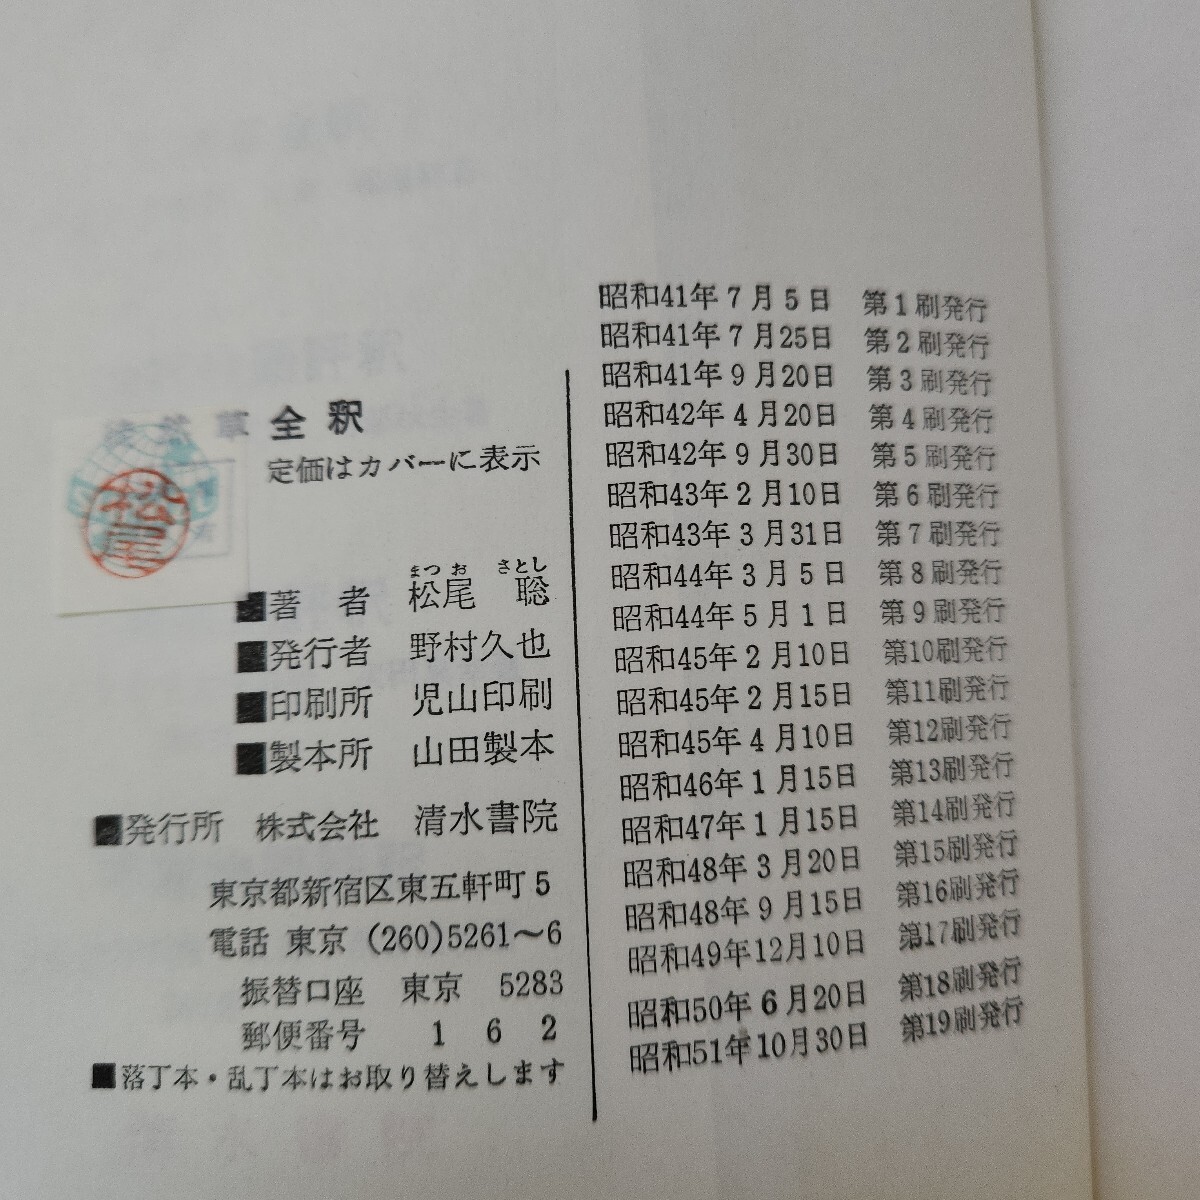 昭和41年7月5日 第1刷発行
昭和41年7月25日 第2刷発行
昭和41年9月20日 第3刷発行
昭和42年4月20日 第4刷発行
昭和42年9月30日 第5刷発行
昭和43年2月10日 第6刷発行
昭和43年3月31日 第7刷発行
昭和44年3月5日 第8刷発行
昭和44年5月1日 第9刷発行
昭和45年2月10日 第10刷発行
昭和45年2月15日 第11刷発行
昭和45年4月10日 第12刷発行
昭和46年1月15日 第13刷発行
昭和47年1月15日 第14刷発行
昭和48年3月20日 第15刷発行
昭和48年9月15日 第16刷発行
昭和49年12月10日 第17刷発行
昭和50年6月20日 第18刷発行
昭和51年10月30日 第19刷発行
徒然草全釈
定価はカバーに表示
松尾
まつ お さとし
■著者 松尾 聡
■発行者 野村久也
■印刷所 児山印刷
■製本所 山田製本
■発行所 株式会社 清水書院
東京都新宿区東五軒町5
電話 東京 (260)5261〜6
振替口座 東京 5283
郵便番号 162
■落丁本・乱丁本はお取り替えします